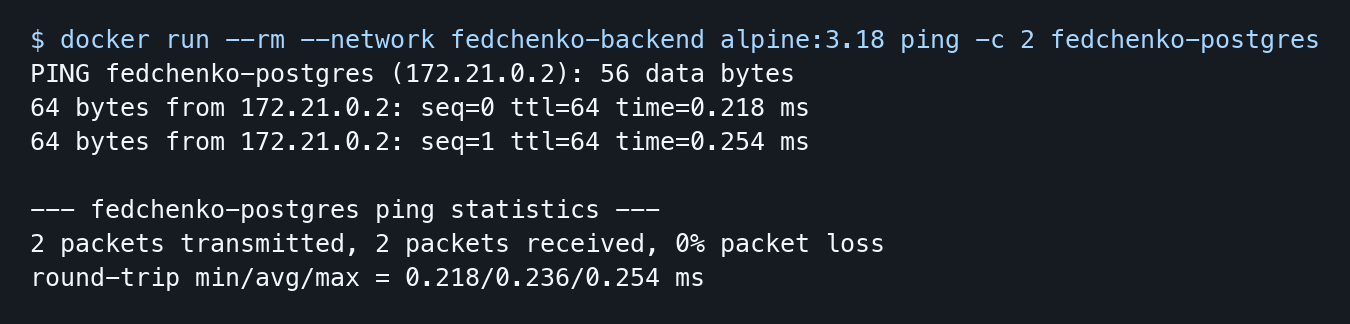 $ docker run --rm --network fedchenko-backend alpine:3.18 ping -c 2 fedchenko-postgres
PING fedchenko-postgres (172.21.0.2): 56 data bytes
64 bytes from 172.21.0.2: seq=0 ttl=64 time=0.218 ms
64 bytes from 172.21.0.2: seq=1 ttl=64 time=0.254 ms

--- fedchenko-postgres ping statistics ---
2 packets transmitted, 2 packets received, 0% packet loss
round-trip min/avg/max = 0.218/0.236/0.254 ms